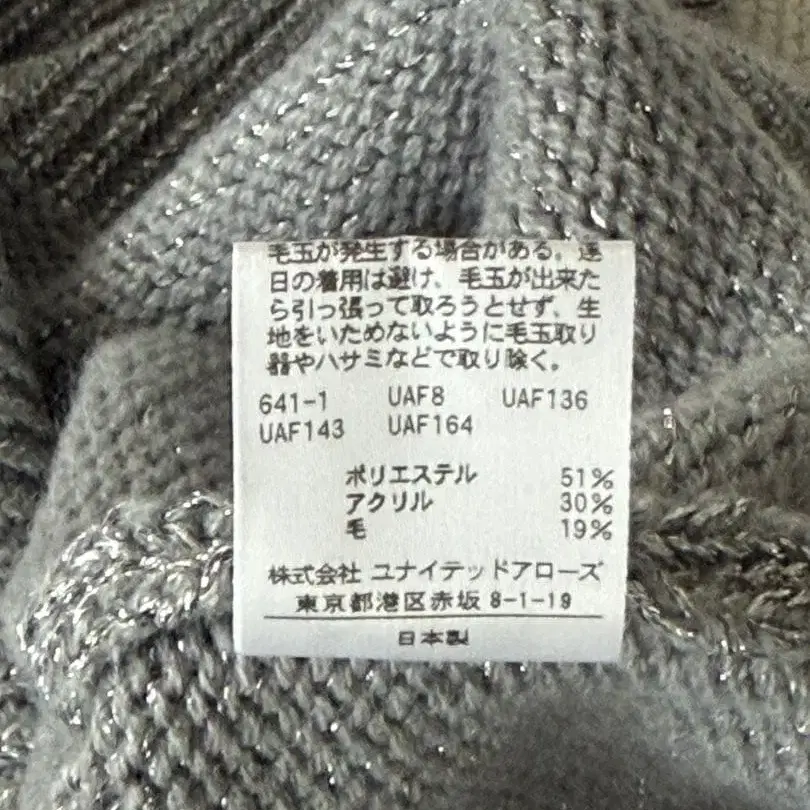 毛玉が発生する場合がある。連
日の着用は避け、毛玉が出来た
ら引っ張って取ろうとせず、生
地をいためないように毛玉取り
器やハサミなどで取り除く。
641-1 UAF8 UAF136
UAF143 UAF164
ポリエステル 51%
アクリル 30%
毛 19%
株式会社 ユナイテッドアローズ
東京都港区赤坂 8-1-19
日本製